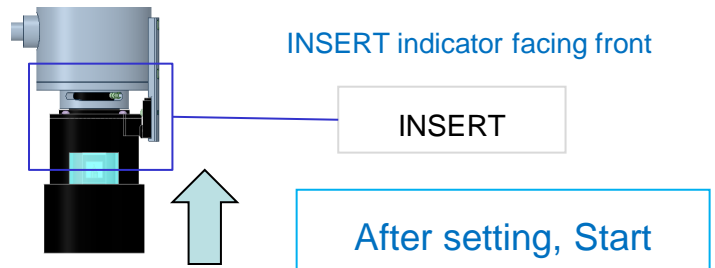 INSERT indicator facing front
INSERT
After setting, Start